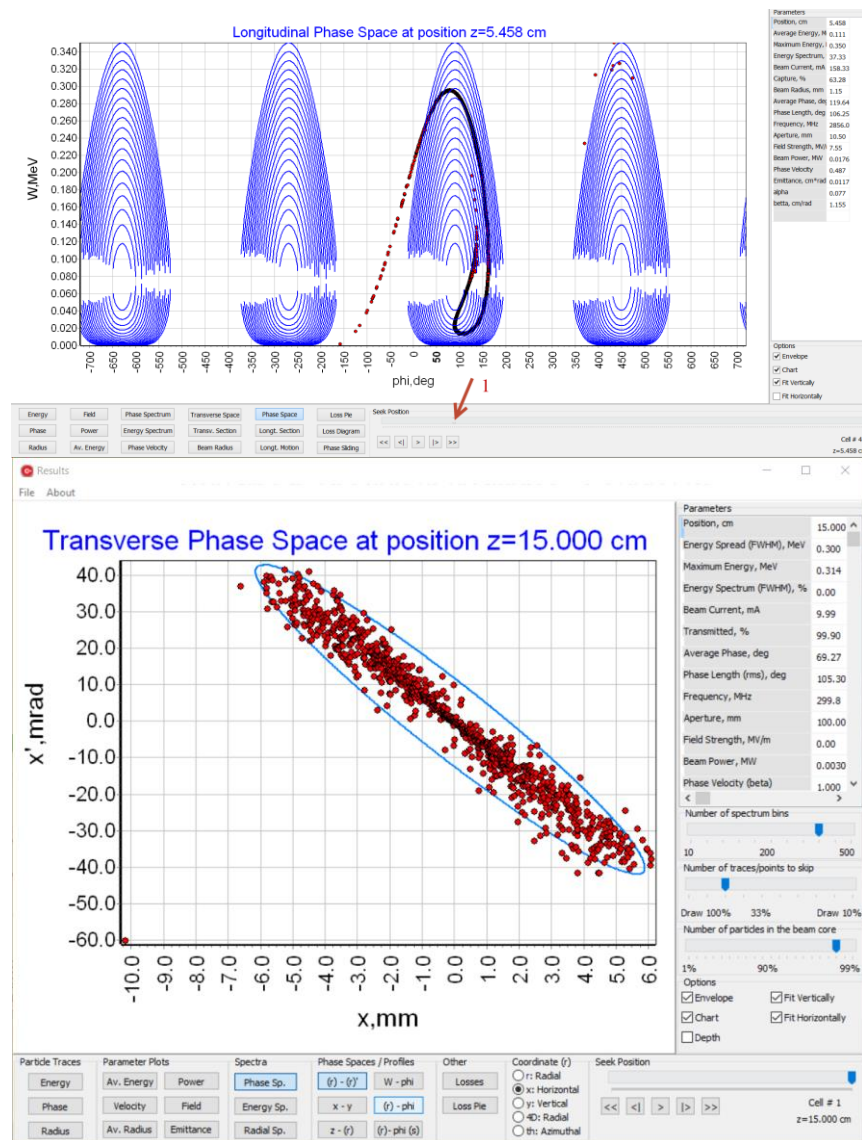 Longitudinal Phase Space at position z=5.458 cm
W,MeV
0.340
0.320
0.300
0.280
0.260
0.240
0.220
0.200
0.180
0.160
0.140
0.120
0.100
0.080
0.060
0.040
0.020
0.000
-700 -650 -600 -550 -500 -450 -400 -350 -300 -250 -200 -150 -100 -50 0 50 100 150 200 250 300 350 400 450 500 550 600 650 700
phi,deg
1
Parameters
Position, cm 5.458
Average Energy, M 0.111
Maximum Energy, 0.350
Energy Spectrum, 37.33
Beam Current, mA 158.33
Capture, % 63.28
Beam Radius, mm 1.15
Average Phase, deg 119.64
Phase Length, deg 106.25
Frequency, MHz 2856.0
Aperture, mm 10.50
Field Strength, MV/ 7.55
Beam Power, MW 0.0176
Phase Velocity 0.487
Emittance, cm*rad 0.0117
alpha 0.077
betta, cm/rad 1.155
Options
Envelope
Chart
Fit Vertically
Fit Horizontally
Energy Field Phase Spectrum Transverse Space Phase Space Loss Pie Seek Position
Phase Power Energy Spectrum Transv. Section Longt. Section Loss Diagram << <| > |> >> Cell # 4
Radius Av. Energy Phase Velocity Beam Radius Longt. Motion Phase Sliding z=5.458 c
Results
File About
Transverse Phase Space at position z=15.000 cm
x',mrad
40.0
30.0
20.0
10.0
0.0
-10.0
-20.0
-30.0
-40.0
-50.0
-60.0
-10.0 -9.0 -8.0 -7.0 -6.0 -5.0 -4.0 -3.0 -2.0 -1.0 0.0 1.0 2.0 3.0 4.0 5.0 6.0
x,mm
Parameters
Position, cm 15.000
Energy Spread (FWHM), MeV 0.300
Maximum Energy, MeV 0.314
Energy Spectrum (FWHM), % 0.00
Beam Current, mA 9.99
Transmitted, % 99.90
Average Phase, deg 69.27
Phase Length (rms), deg 105.30
Frequency, MHz 299.8
Aperture, mm 100.00
Field Strength, MV/m 0.00
Beam Power, MW 0.0030
Phase Velocity (beta) 1.000
Number of spectrum bins
10 200 500
Number of traces/points to skip
Draw 100% 33% Draw 10%
Number of particles in the beam core
1% 90% 99%
Options
Envelope Fit Vertically
Chart Fit Horizontally
Depth
Particle Traces Parameter Plots Spectra Phase Spaces / Profiles Other Coordinate (r) Seek Position
Energy Av. Energy Power Phase Sp. (r) - (r)' W - phi Losses r: Radial
x: Horizontal
Phase Velocity Field Energy Sp. x - y (r) - phi Loss Pie y: Vertical << <| > |> >> Cell # 1
4D: Radial
Radius Av. Radius Emittance Radial Sp. z - (r) (r)- phi (s) th: Azimuthal z=15.000 cm